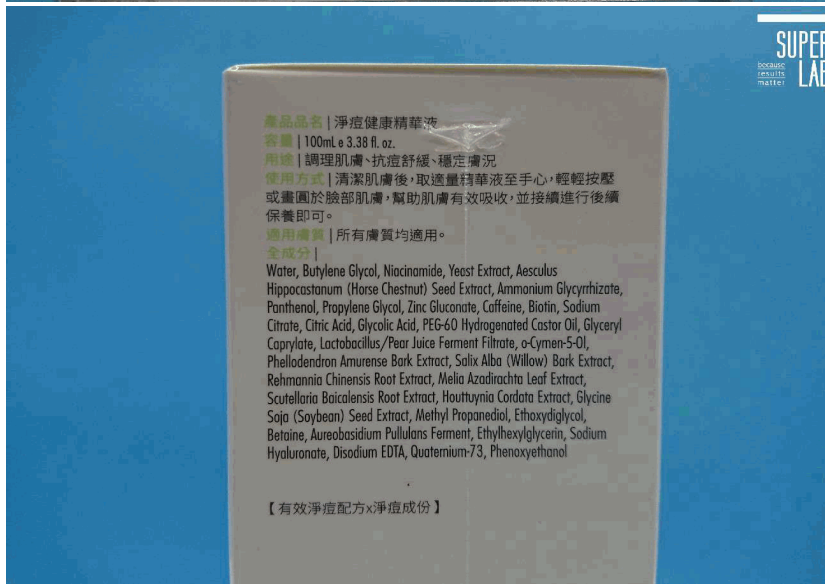 SUPER
because
results
matter
LAB
產品品名 | 淨痘健康精華液
容量 | 100mL e 3.38 fl. oz.
用途 | 調理肌膚、抗痘舒緩、穩定膚況
使用方式 | 清潔肌膚後，取適量精華液至手心，輕輕按壓
或畫圓於臉部肌膚，幫助肌膚有效吸收，並接續進行後續
保養即可。
適用膚質 | 所有膚質均適用。
全成分 |
Water, Butylene Glycol, Niacinamide, Yeast Extract, Aesculus
Hippocastanum (Horse Chestnut) Seed Extract, Ammonium Glycyrrhizate,
Panthenol, Propylene Glycol, Zinc Gluconate, Caffeine, Biotin, Sodium
Citrate, Citric Acid, Glycolic Acid, PEG-60 Hydrogenated Castor Oil, Glyceryl
Caprylate, Lactobacillus/Pear Juice Ferment Filtrate, o-Cymen-5-Ol,
Phellodendron Amurense Bark Extract, Salix Alba (Willow) Bark Extract,
Rehmannia Chinensis Root Extract, Melia Azadirachta Leaf Extract,
Scutellaria Baicalensis Root Extract, Houttuynia Cordata Extract, Glycine
Soja (Soybean) Seed Extract, Methyl Propanediol, Ethoxydiglycol,
Betaine, Aureobasidium Pullulans Ferment, Ethylhexylglycerin, Sodium
Hyaluronate, Disodium EDTA, Quaternium-73, Phenoxyethanol
【有效淨痘配方x淨痘成份】